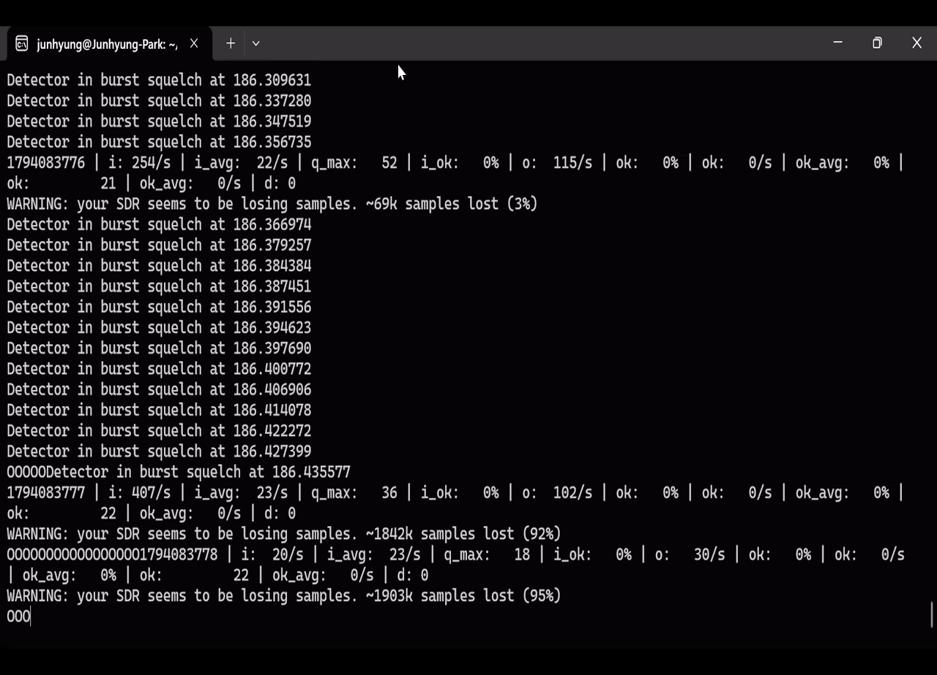 junhyung@Junhyung-Park: ~,
Detector in burst squelch at 186.309631
Detector in burst squelch at 186.337280
Detector in burst squelch at 186.347519
Detector in burst squelch at 186.356735
1794083776 | i: 254/s | i_avg:  22/s | q_max:   52 | i_ok:   0% | o:  115/s | ok:   0% | ok:   0/s | ok_avg:   0% |
ok:         21 | ok_avg:   0/s | d: 0
WARNING: your SDR seems to be losing samples. ~69k samples lost (3%)
Detector in burst squelch at 186.366974
Detector in burst squelch at 186.379257
Detector in burst squelch at 186.384384
Detector in burst squelch at 186.387451
Detector in burst squelch at 186.391556
Detector in burst squelch at 186.394623
Detector in burst squelch at 186.397690
Detector in burst squelch at 186.400772
Detector in burst squelch at 186.406906
Detector in burst squelch at 186.414078
Detector in burst squelch at 186.422272
Detector in burst squelch at 186.427399
OOOOODetector in burst squelch at 186.435577
1794083777 | i: 407/s | i_avg:  23/s | q_max:   36 | i_ok:   0% | o:  102/s | ok:   0% | ok:   0/s | ok_avg:   0% |
ok:         22 | ok_avg:   0/s | d: 0
WARNING: your SDR seems to be losing samples. ~1842k samples lost (92%)
OOOOOOOOOOOOOOOOO1794083778 | i:  20/s | i_avg:  23/s | q_max:   18 | i_ok:   0% | o:   30/s | ok:   0% | ok:   0/s
| ok_avg:   0% | ok:         22 | ok_avg:   0/s | d: 0
WARNING: your SDR seems to be losing samples. ~1903k samples lost (95%)
OOO